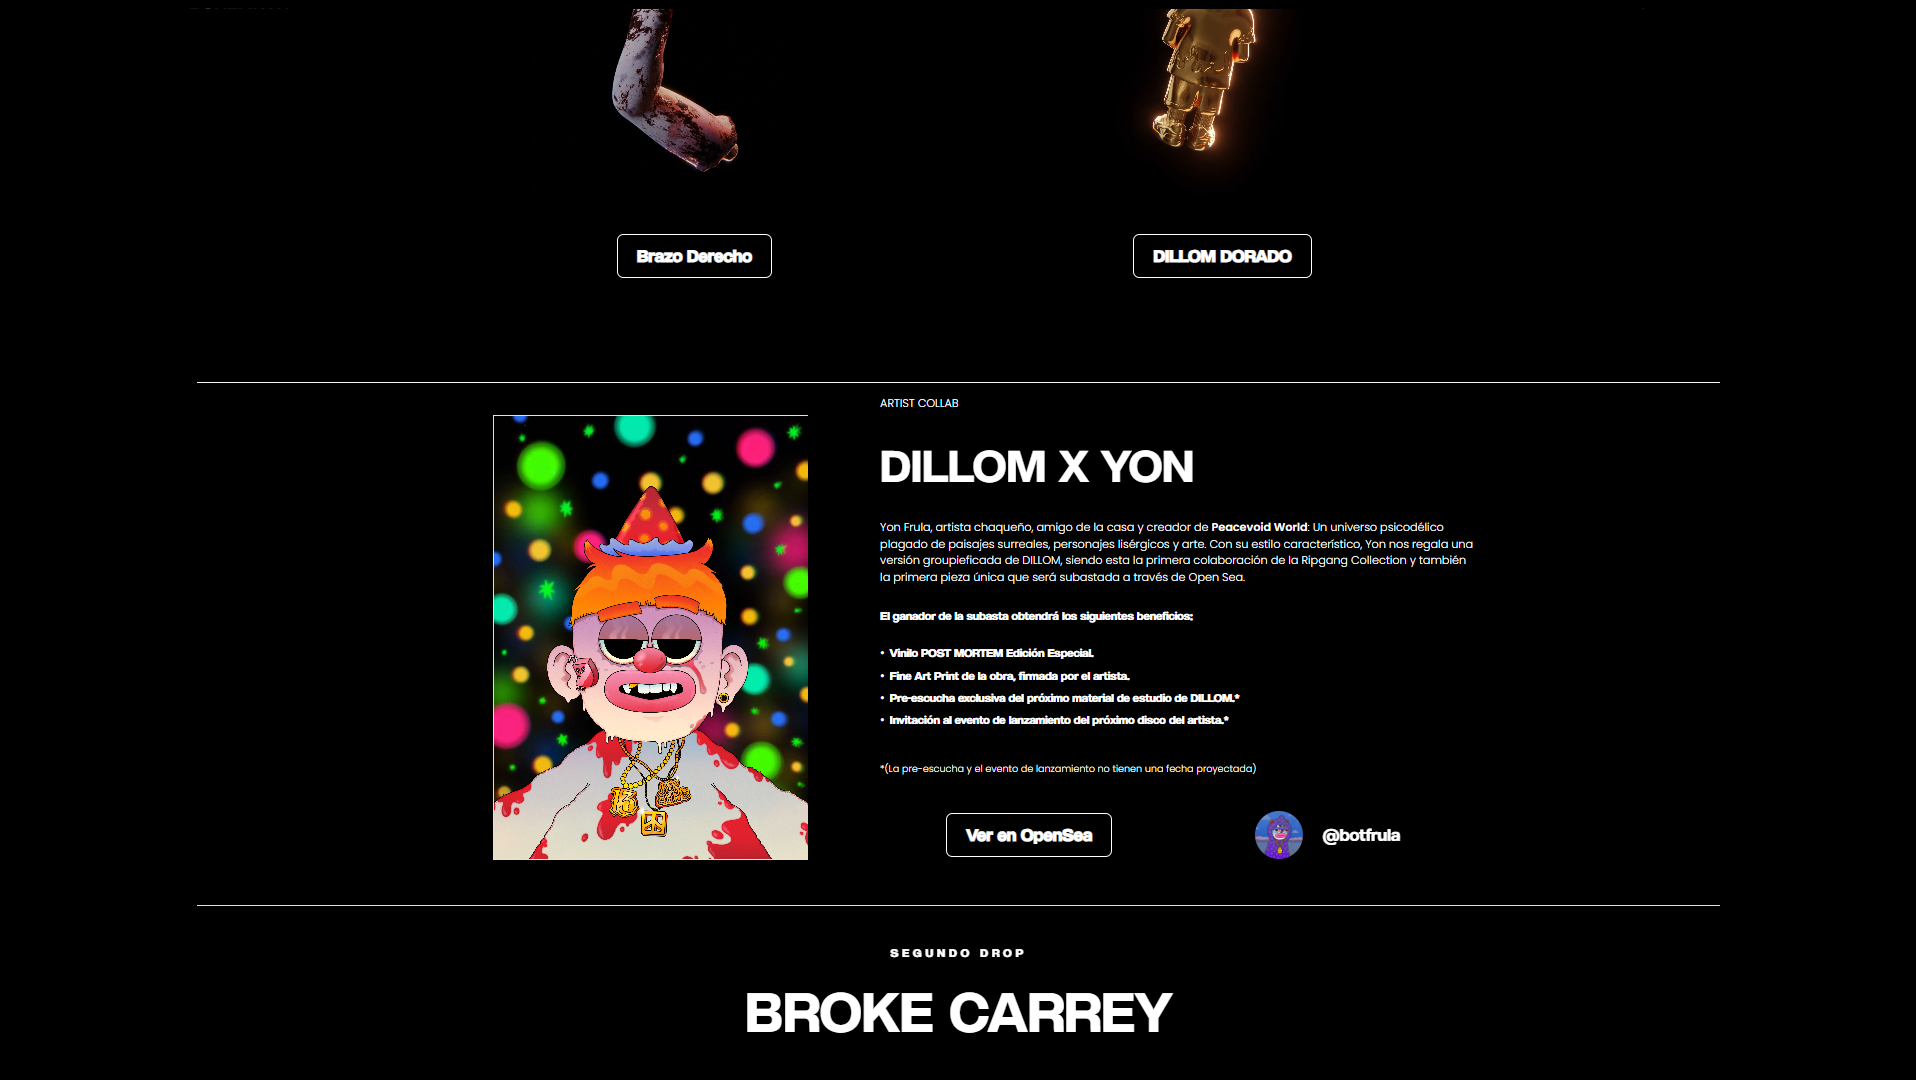 Brazo Derecho
DILLOM DORADO
ARTIST COLLAB
DILLOM X YON
Yon Frula, artista chaqueño, amigo de la casa y creador de Peacevoid World: Un universo psicodélico
plagado de paisajes surreales, personajes lisérgicos y arte. Con su estilo característico, Yon nos regala una
versión groupieficada de DILLOM, siendo esta la primera colaboración de la Ripgang Collection y también
la primera pieza única que será subastada a través de Open Sea.
El ganador de la subasta obtendrá los siguientes beneficios:
• Vinilo POST MORTEM Edición Especial.
• Fine Art Print de la obra, firmada por el artista.
• Pre-escucha exclusiva del próximo material de estudio de DILLOM.*
• Invitación al evento de lanzamiento del próximo disco del artista.*
*(La pre-escucha y el evento de lanzamiento no tienen una fecha proyectada)
Ver en OpenSea
@botfrula
SEGUNDO DROP
BROKE CARREY